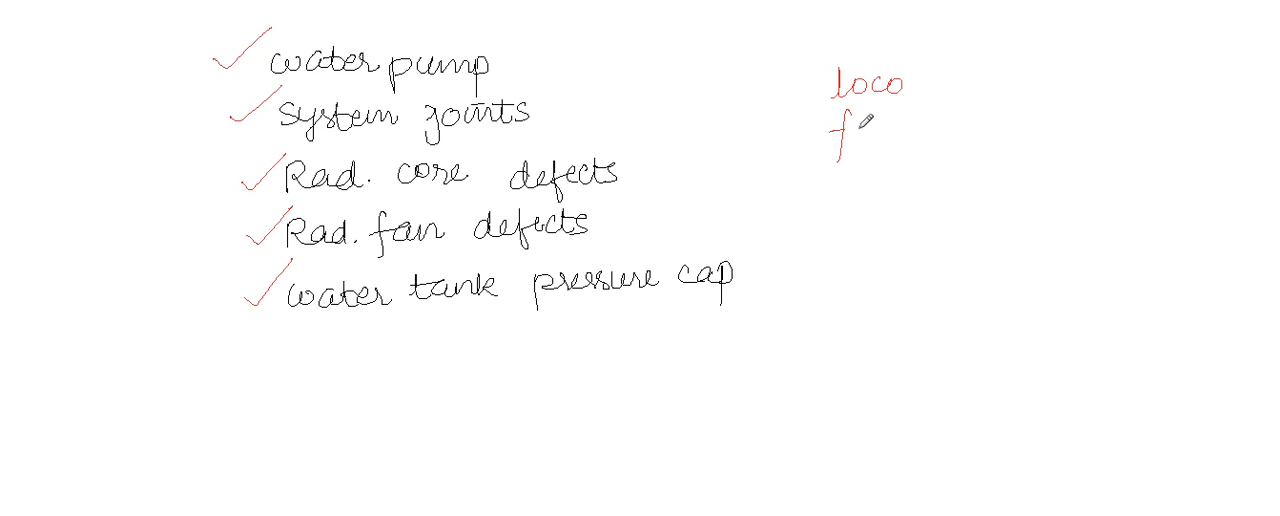 water pump
system joints
Rad. core defects
Rad. fan defects
water tank pressure cap
loco
f